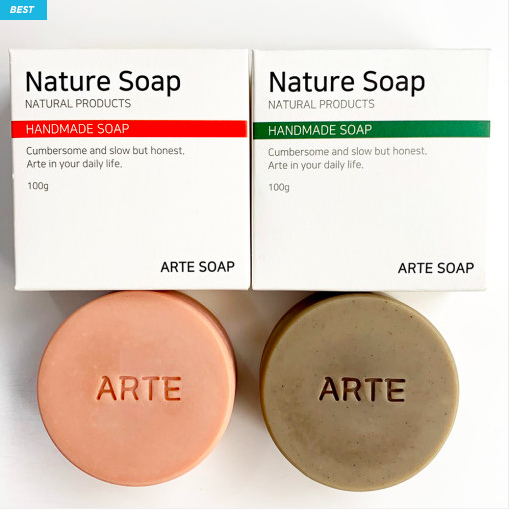 BEST
Nature Soap
NATURAL PRODUCTS
HANDMADE SOAP
Cumbersome and slow but honest.
Arte in your daily life.
100g
ARTE SOAP
Nature Soap
NATURAL PRODUCTS
HANDMADE SOAP
Cumbersome and slow but honest.
Arte in your daily life.
100g
ARTE SOAP
ARTE
ARTE